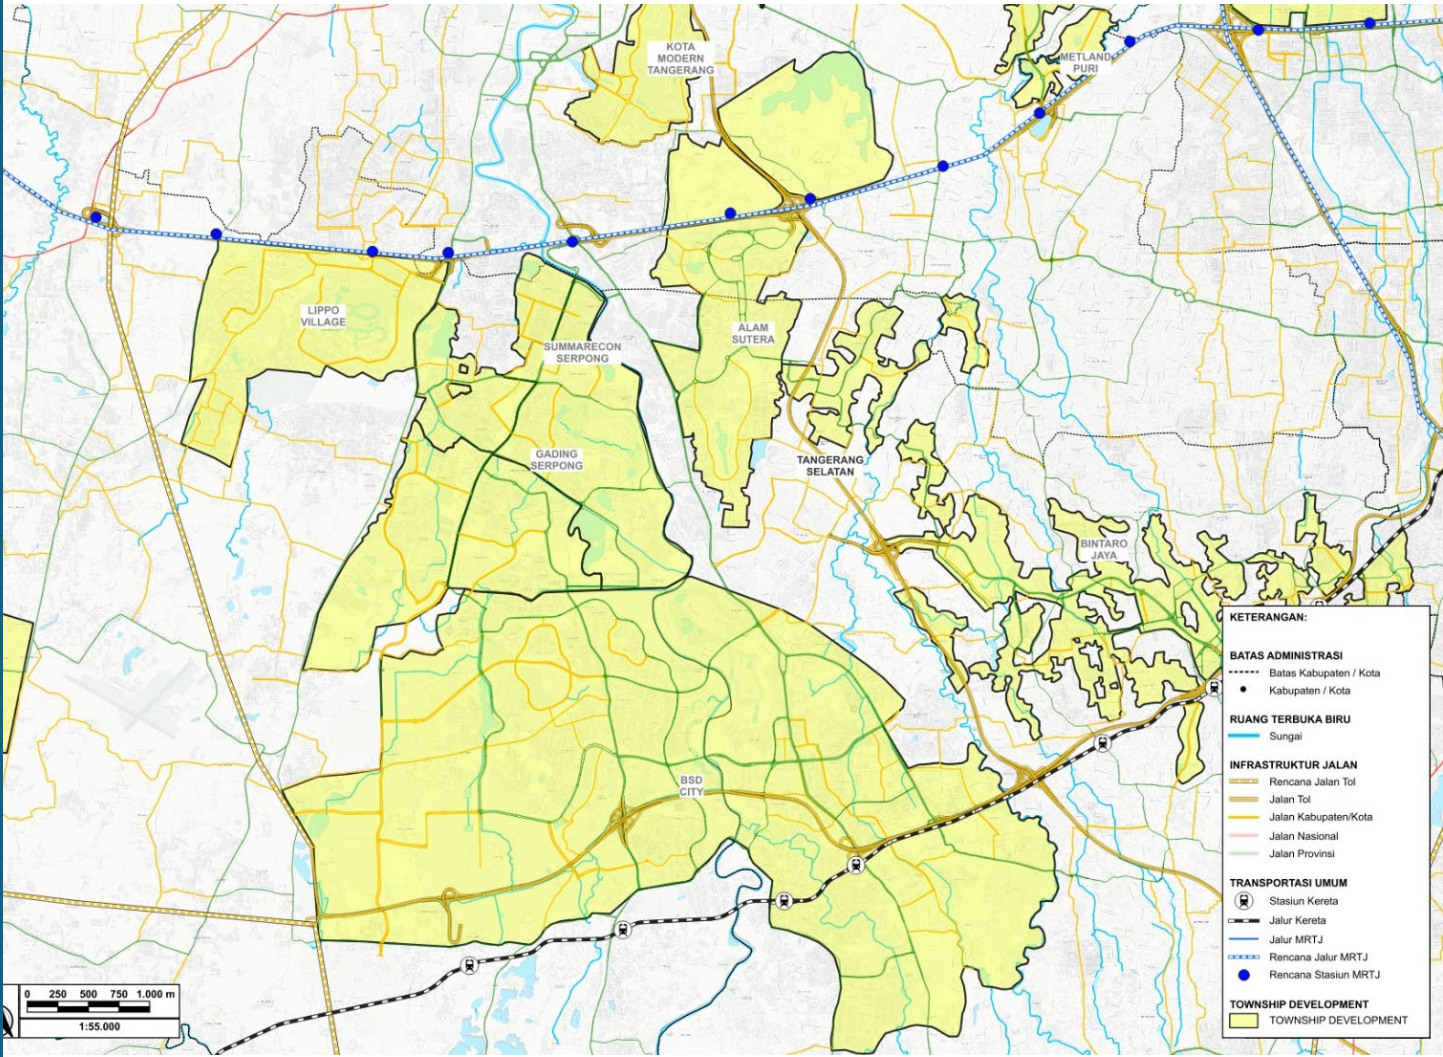 KOTA
MODERN
TANGERANG
METLAND
PURI
LIPPO
VILLAGE
SUMMARECON
SERPONG
ALAM
SUTERA
GADING
SERPONG
TANGERANG
SELATAN
BINTARO
JAYA
BSD
CITY
KETERANGAN:
BATAS ADMINISTRASI
Batas Kabupaten / Kota
Kabupaten / Kota
RUANG TERBUKA BIRU
Sungai
INFRASTRUKTUR JALAN
Rencana Jalan Tol
Jalan Tol
Jalan Kabupaten/Kota
Jalan Nasional
Jalan Provinsi
TRANSPORTASI UMUM
Stasiun Kereta
Jalur Kereta
Jalur MRTJ
Rencana Jalur MRTJ
Rencana Stasiun MRTJ
TOWNSHIP DEVELOPMENT
TOWNSHIP DEVELOPMENT
0 250 500 750 1.000 m
1:55.000